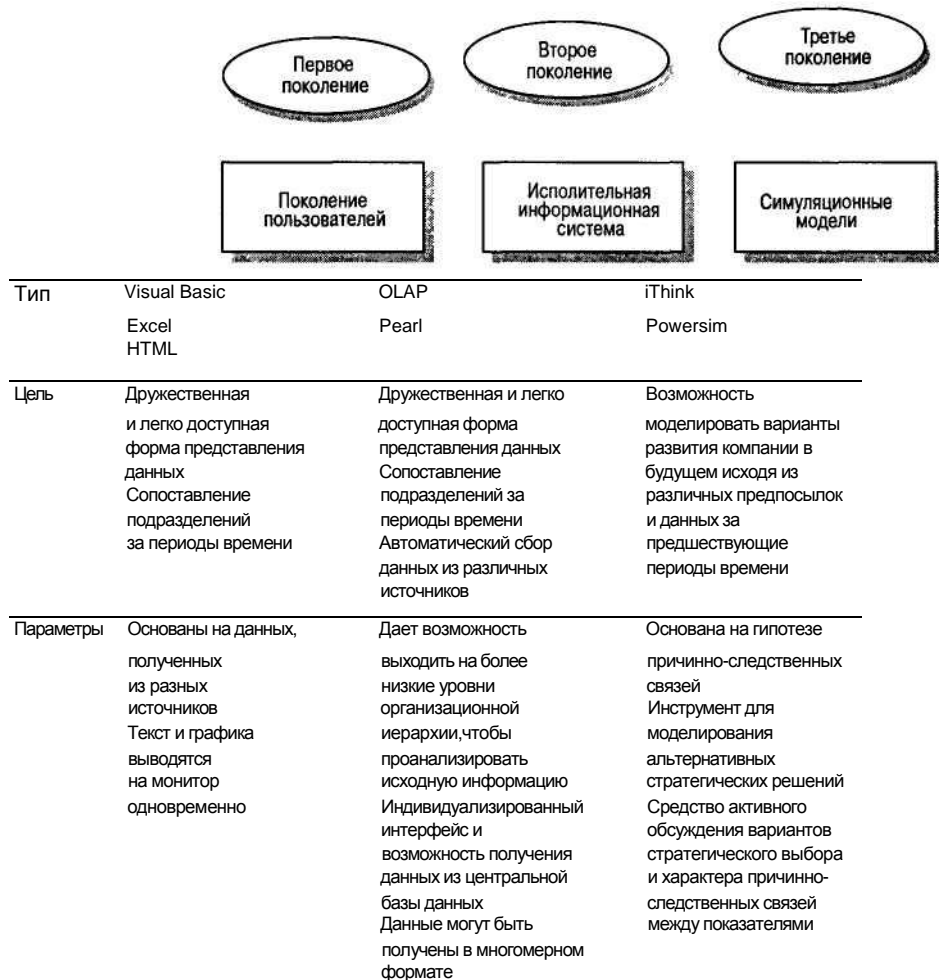 Первое
поколение
Второе
поколение
Третье
поколение
Поколение
пользователей
Исполительная
информационная
система
Симуляционные
модели
Тип
Visual Basic
Excel
HTML
OLAP
Pearl
iThink
Powersim
Цель
Дружественная
и легко доступная
форма представления
данных
Сопоставление
подразделений
за периоды времени
Дружественная и легко
доступная форма
представления данных
Сопоставление
подразделений за
периоды времени
Автоматический сбор
данных из различных
источников
Возможность
моделировать варианты
развития компании в
будущем исходя из
различных предпосылок
и данных за
предшествующие
периоды времени
Параметры
Основаны на данных,
полученных
из разных
источников
Текст и графика
выводятся
на монитор
одновременно
Дает возможность
выходить на более
низкие уровни
организационной
иерархии,чтобы
проанализировать
исходную информацию
Индивидуализированный
интерфейс и
возможность получения
данных из центральной
базы данных
Данные могут быть
получены в многомерном
формате
Основана на гипотезе
причинно-следственных
связей
Инструмент для
моделирования
альтернативных
стратегических решений
Средство активного
обсуждения вариантов
стратегического выбора
и характера причинно-
следственных связей
между показателями